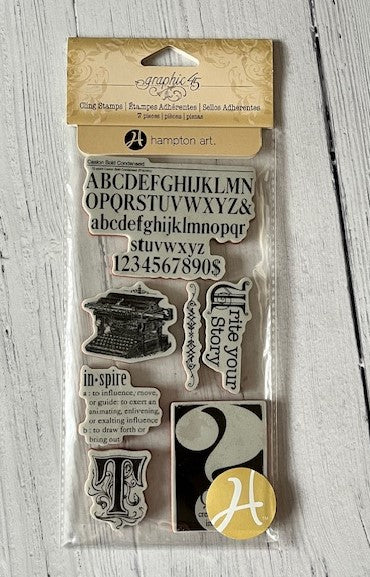 graphic 45
Cling Stamps | Étampes Adhérentes | Sellos Adherentes
7 pieces | pièces | piezas
H hampton art.
Caslon Bold Condensed
ABCDEFGHIJKLMN
OPQRSTUVWXYZ&
abcdefghijklmnopqr
stuvwxyz
1234567890$
Write your
Story
in·spire
a : to influence, move,
or guide: to exert an
animating, enlivening,
or exalting influence
b : to draw forth or
bring out
T
?
H